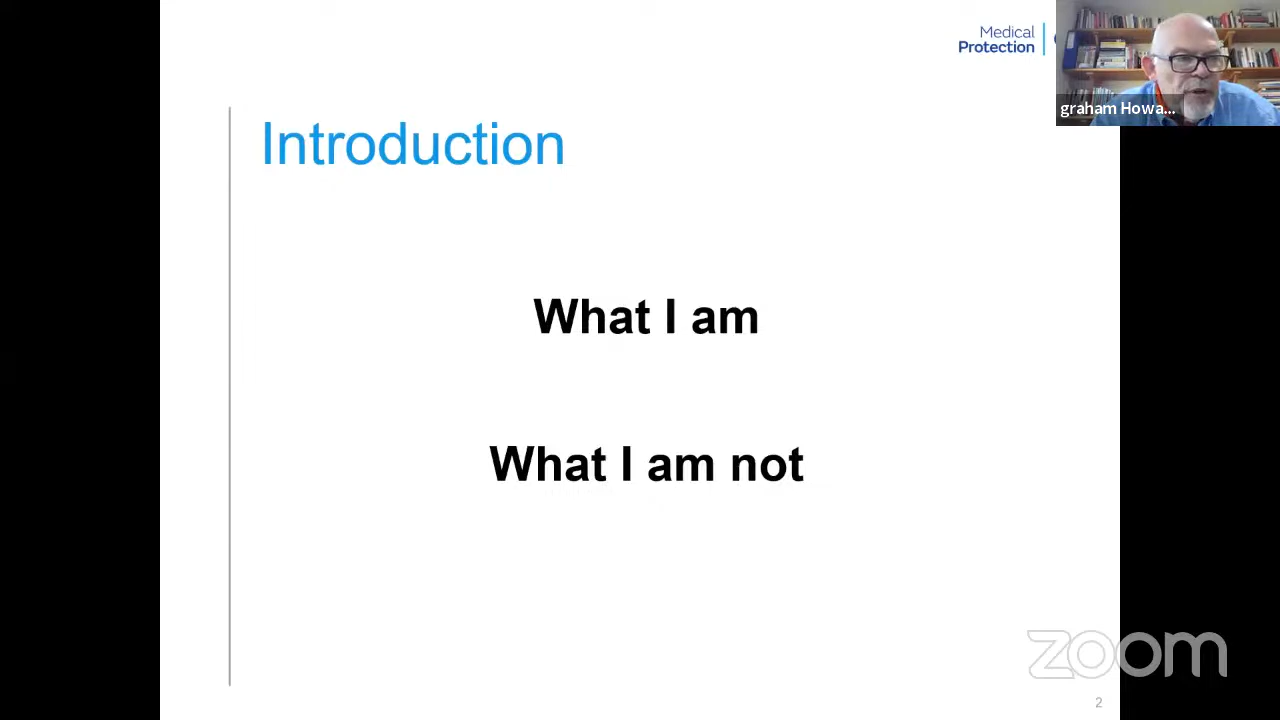 Medical
Protection
graham Howa...
Introduction
What I am
What I am not
zoom
2